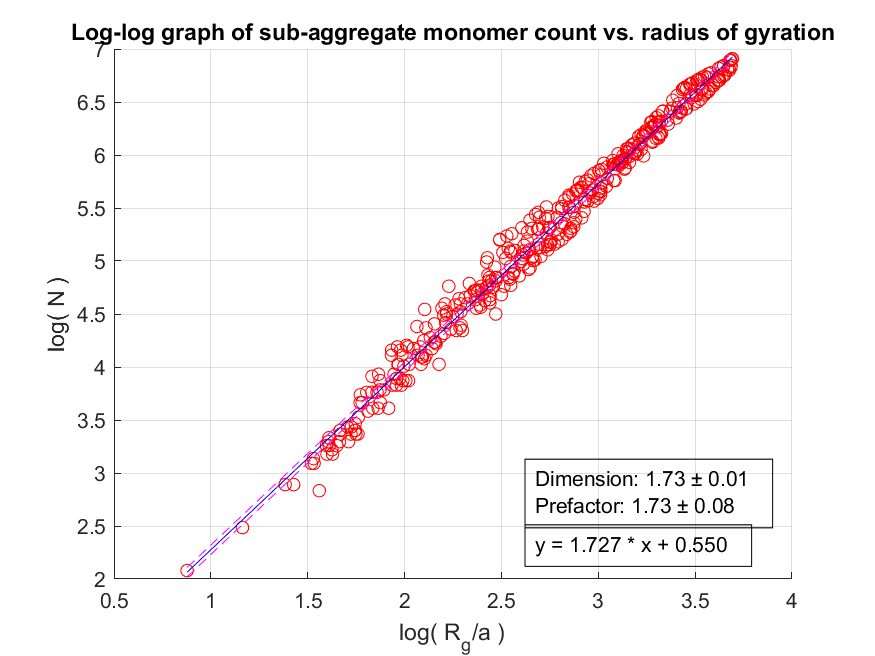 Log-log graph of sub-aggregate monomer count vs. radius of gyration
7
6.5
6
5.5
5
4.5
4
3.5
3
2.5
2
log( N )
Dimension: 1.73 ± 0.01
Prefactor: 1.73 ± 0.08
y = 1.727 * x + 0.550
0.5 1 1.5 2 2.5 3 3.5 4
log( R_g/a )